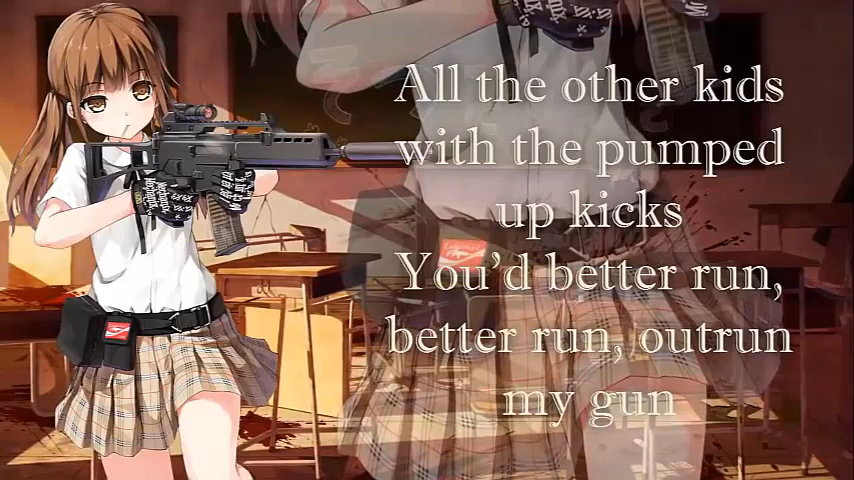 All the other kids
with the pumped
up kicks
You'd better run,
better run, outrun
my gun